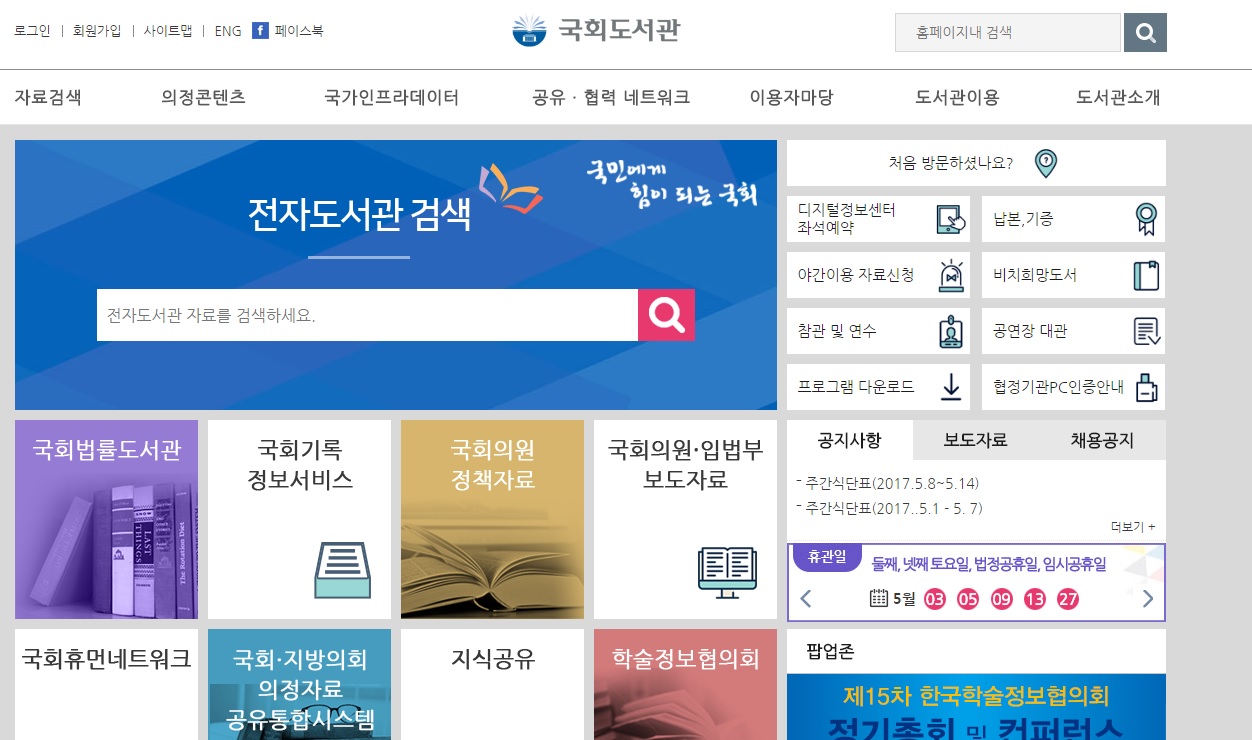 로그인 | 회원가입 | 사이트맵 | ENG f 페이스북
국회도서관
홈페이지내 검색
자료검색 의정콘텐츠 국가인프라데이터 공유 · 협력 네트워크 이용자마당 도서관이용 도서관소개
국민에게
힘이 되는 국회
전자도서관 검색
전자도서관 자료를 검색하세요.
처음 방문하셨나요?
디지털정보센터
좌석예약
납본,기증
야간이용 자료신청
비치희망도서
참관 및 연수
공연장 대관
프로그램 다운로드
협정기관PC인증안내
국회법률도서관
LAST
THINGS
The Rotation Diet
국회기록
정보서비스
국회의원
정책자료
국회의원·입법부
보도자료
공지사항 보도자료 채용공지
- 주간식단표(2017.5.8~5.14)
- 주간식단표(2017..5.1 - 5. 7)
더보기 +
휴관일
둘째, 넷째 토요일, 법정공휴일, 임시공휴일
5월 03 05 09 13 27
국회휴먼네트워크
국회·지방의회
의정자료
공유통합시스템
지식공유
학술정보협의회
팝업존
제15차 한국학술정보협의회
정기총회 및 컨퍼런스